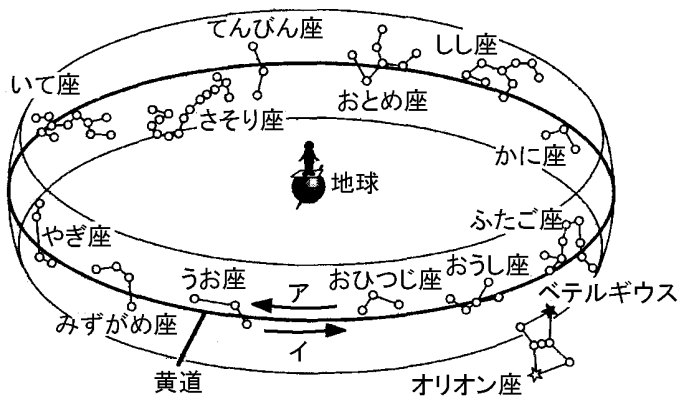 てんびん座
しし座
いて座
おとめ座
さそり座
かに座
地球
ふたご座
やぎ座
うお座
ア
おひつじ座
おうし座
ベテルギウス
みずがめ座
イ
黄道
オリオン座